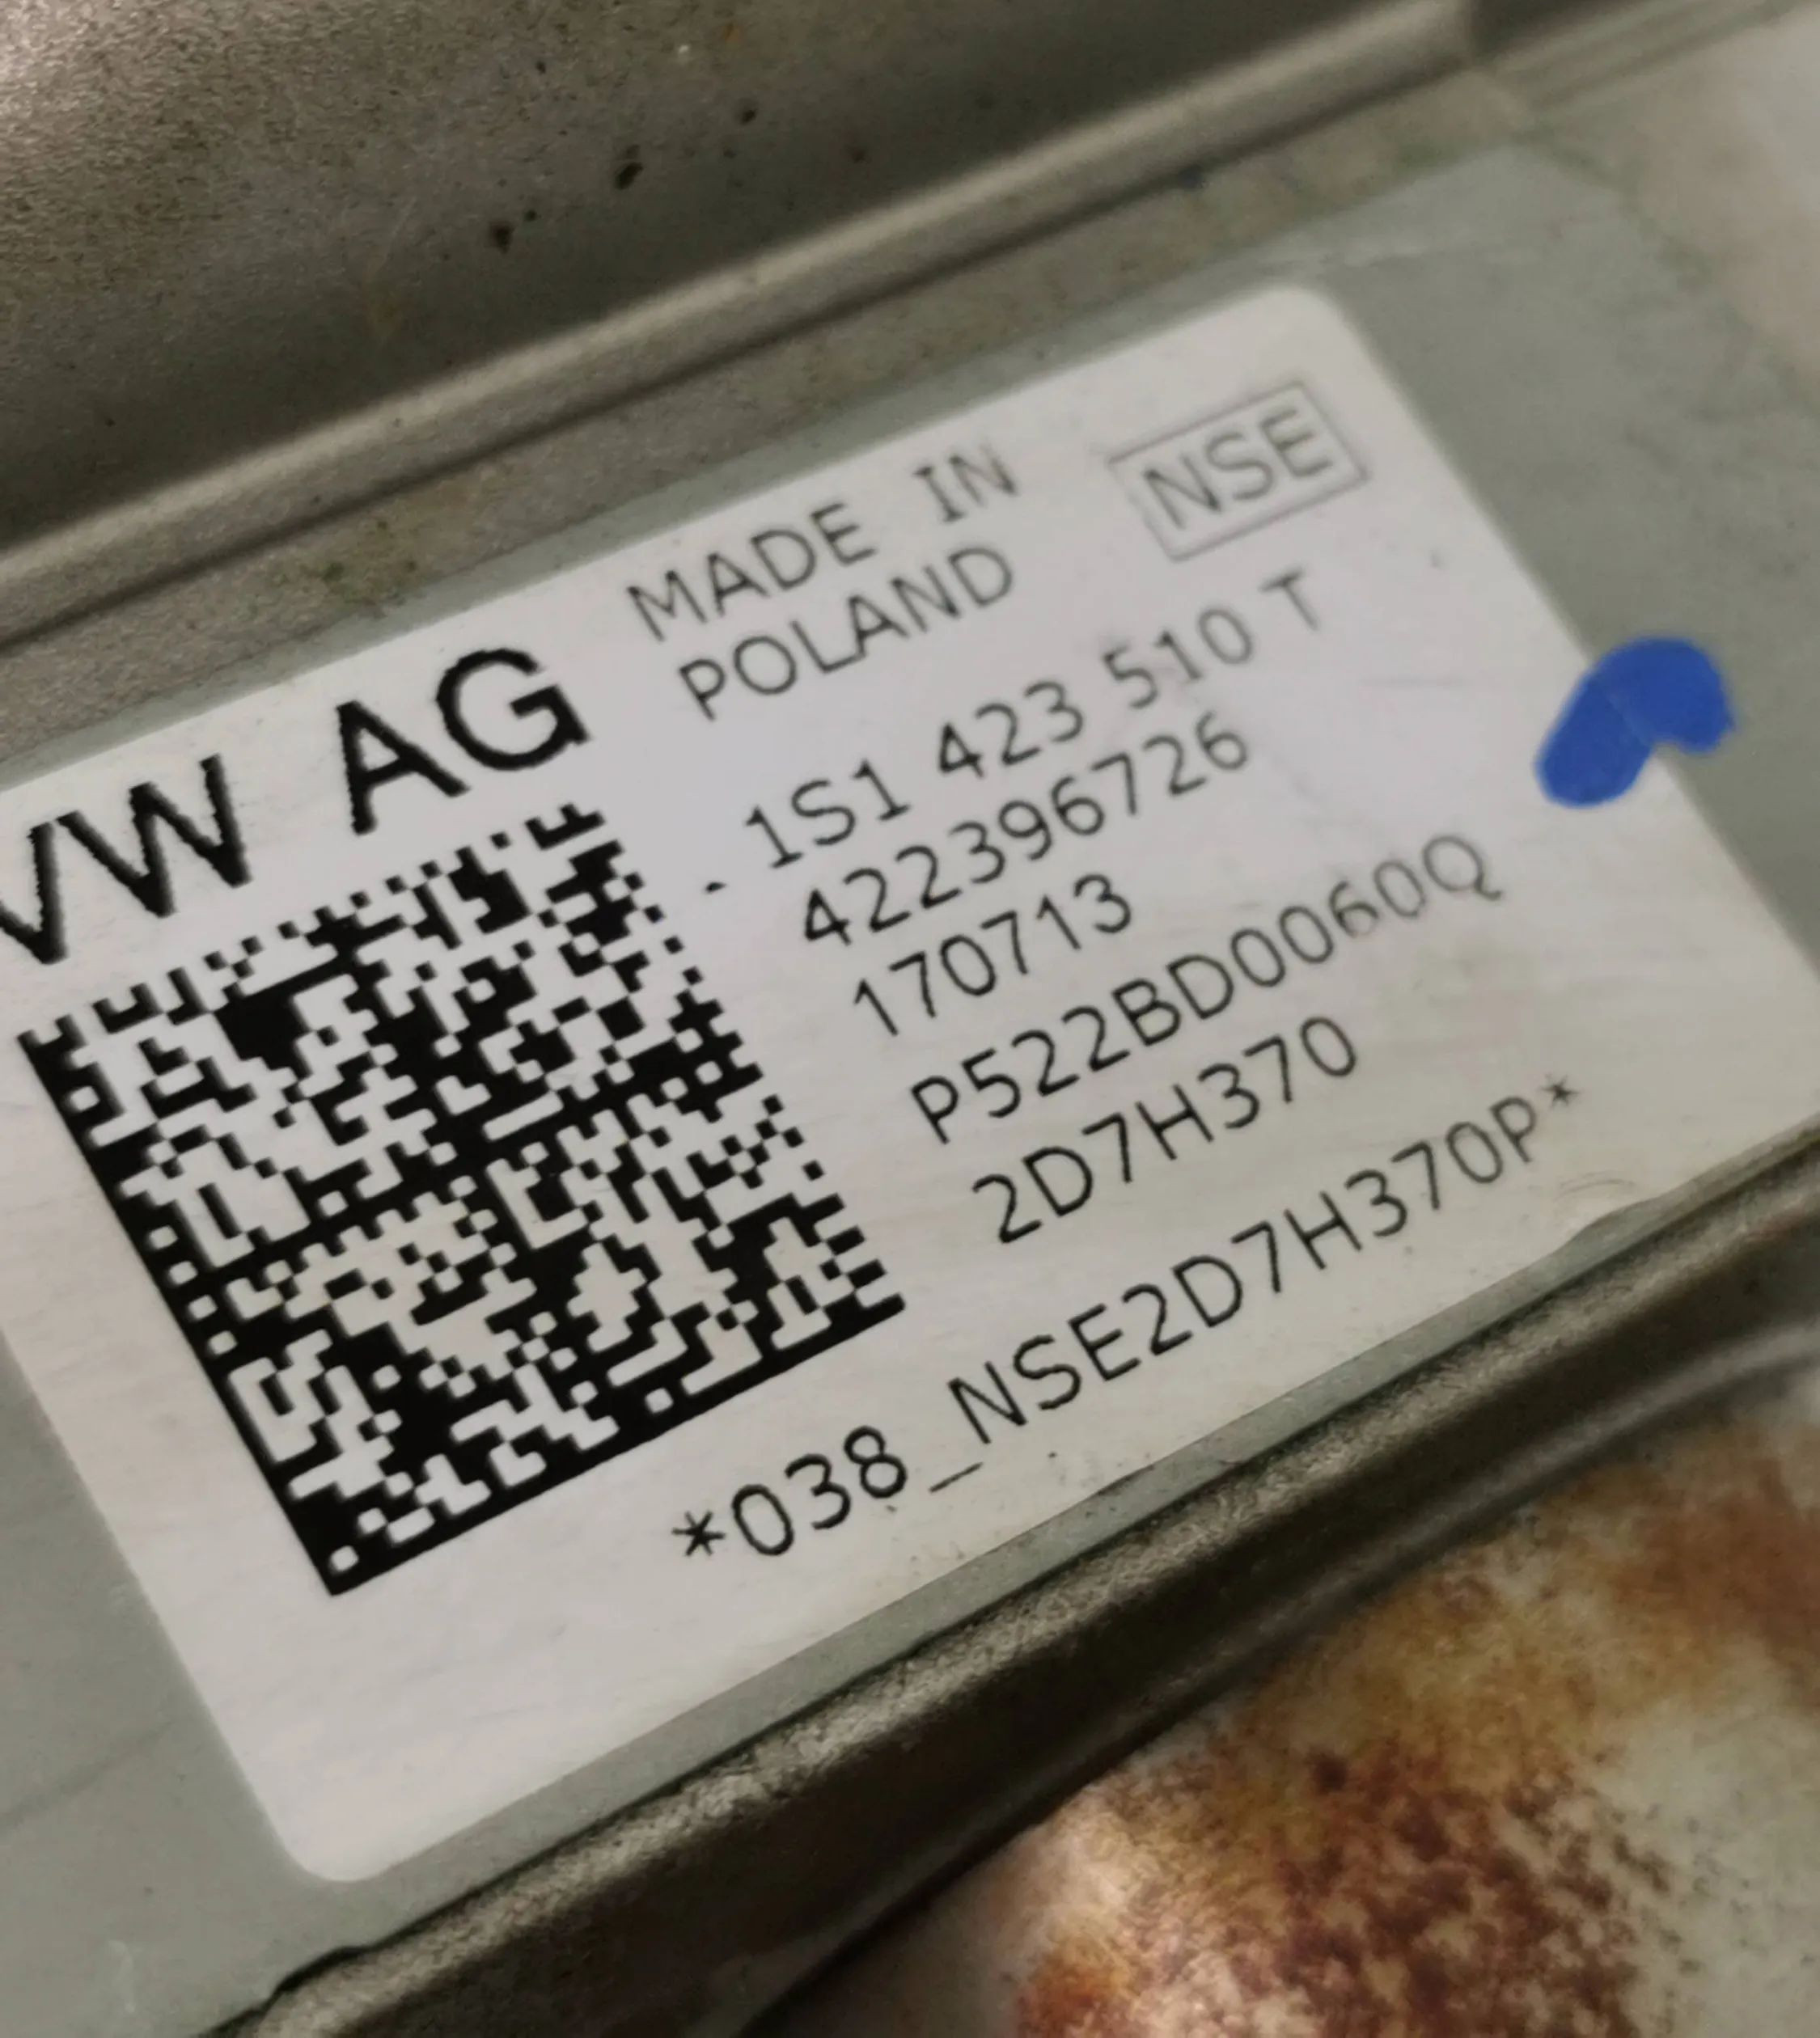 VW AG
MADE IN
POLAND
NSE
1S1 423 510 T
422396726
170713
P522BD0060Q
2D7H370
*038_NSE2D7H370P*